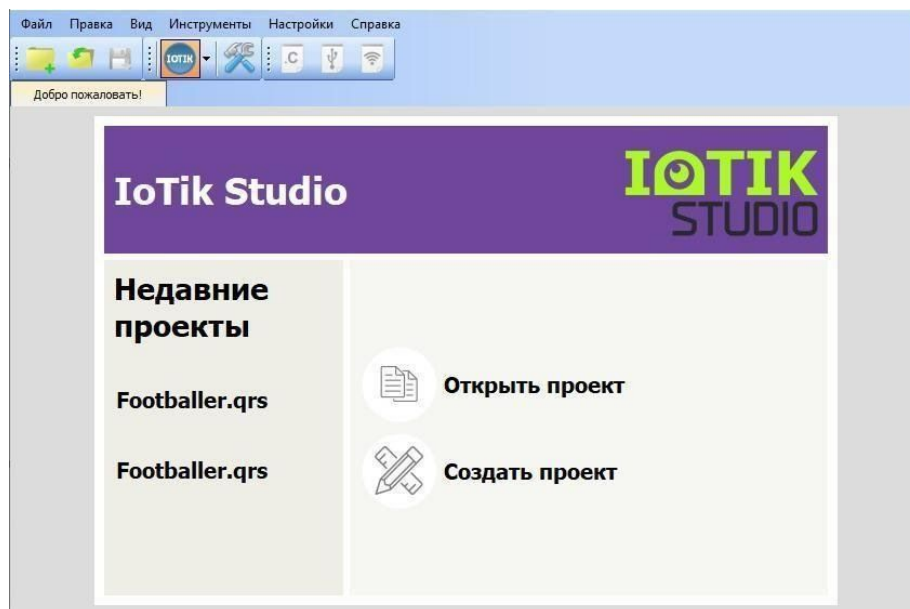 Файл Правка Вид Инструменты Настройки Справка
IOTIK .C
Добро пожаловать!
IoTik Studio
IOTIK
STUDIO
Недавние
проекты
Footballer.qrs
Footballer.qrs
Открыть проект
Создать проект